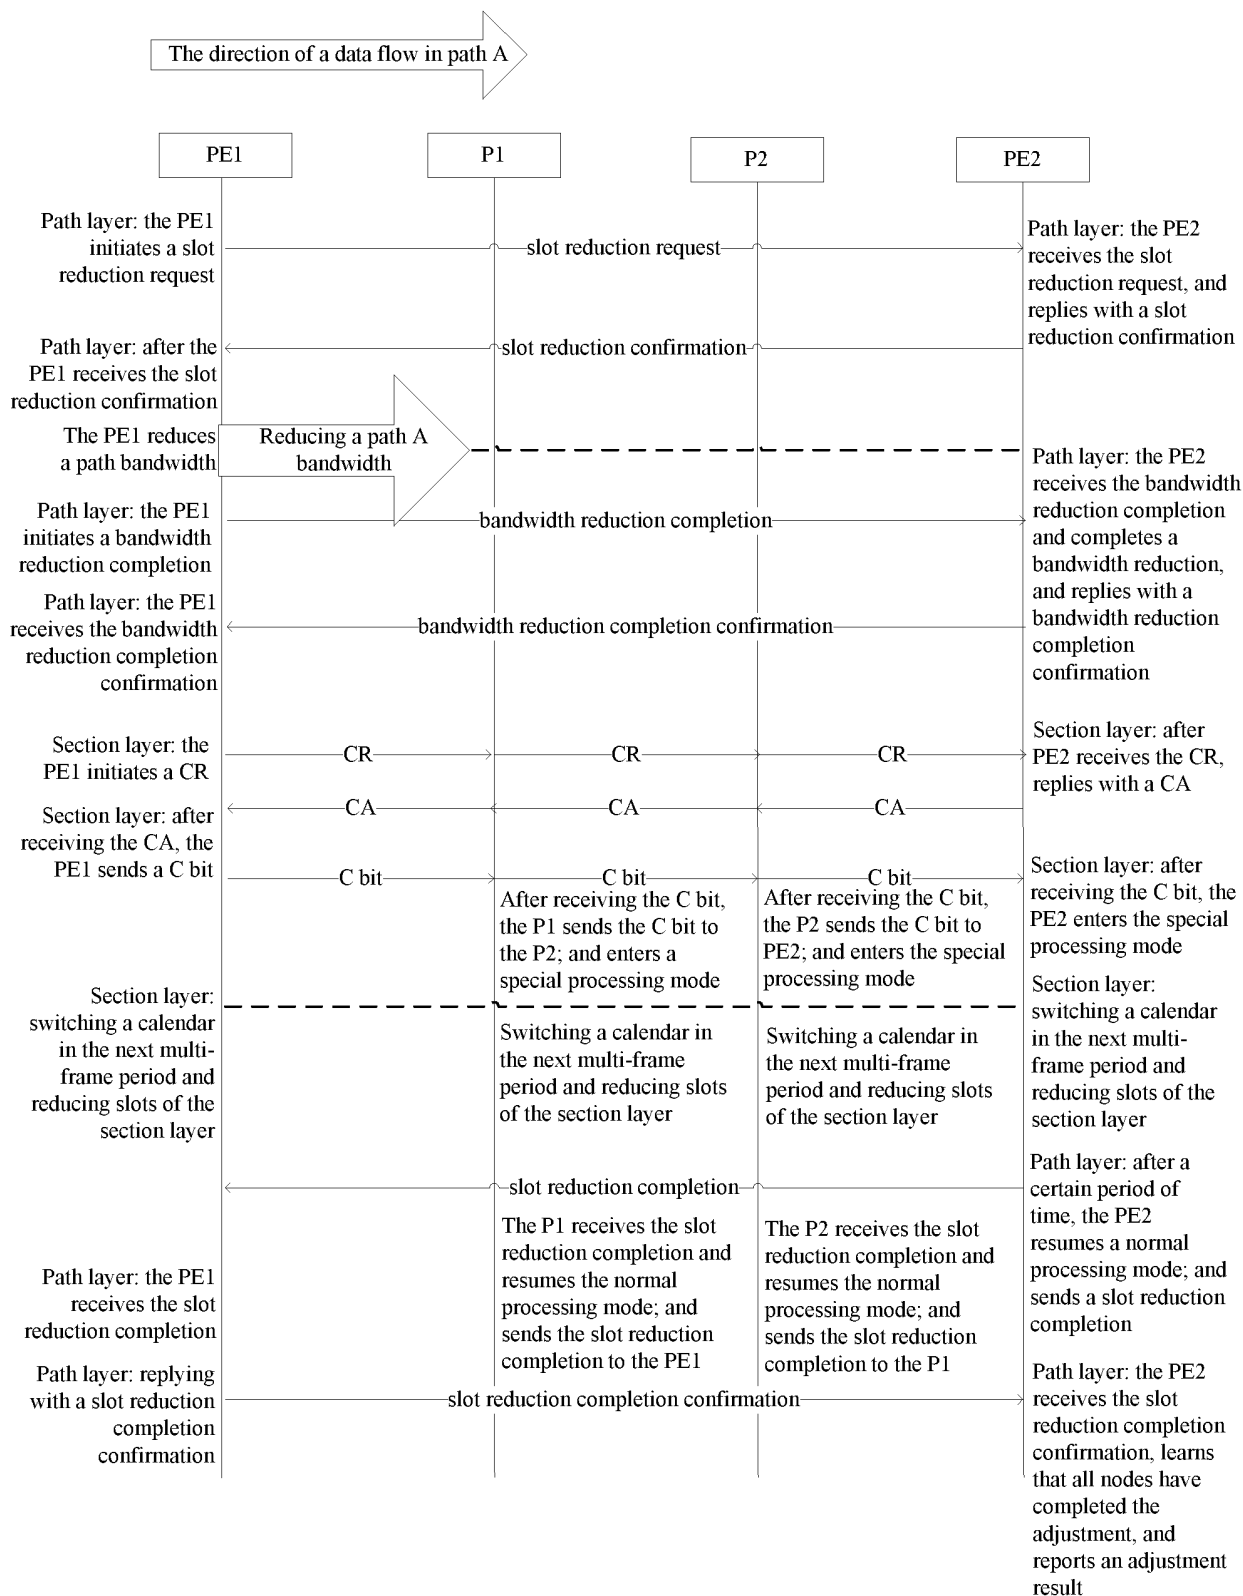 The direction of a data flow in path A
PE1
P1
P2
PE2
Path layer: the PE1
initiates a slot
reduction request
slot reduction request
Path layer: the PE2
receives the slot
reduction request, and
replies with a slot
reduction confirmation
Path layer: after the
PE1 receives the slot
reduction confirmation
slot reduction confirmation
The PE1 reduces
a path bandwidth
Reducing a path A
bandwidth
Path layer: the PE1
initiates a bandwidth
reduction completion
bandwidth reduction completion
Path layer: the PE2
receives the bandwidth
reduction completion
and completes a
bandwidth reduction,
and replies with a
bandwidth reduction
completion
confirmation
Path layer: the PE1
receives the bandwidth
reduction completion
confirmation
bandwidth reduction completion confirmation
Section layer: the
PE1 initiates a CR
CR
CR
CR
Section layer: after
PE2 receives the CR,
replies with a CA
CA
CA
CA
Section layer: after
receiving the CA, the
PE1 sends a C bit
C bit
C bit
C bit
After receiving the C bit,
the P1 sends the C bit to
the P2; and enters a
special processing mode
After receiving the C bit,
the P2 sends the C bit to
PE2; and enters the special
processing mode
Section layer: after
receiving the C bit, the
PE2 enters the special
processing mode
Section layer:
switching a calendar
in the next multi-
frame period and
reducing slots of the
section layer
Switching a calendar in
the next multi-frame
period and reducing slots
of the section layer
Switching a calendar in
the next multi-frame
period and reducing slots
of the section layer
Section layer:
switching a calendar
in the next multi-
frame period and
reducing slots of the
section layer
slot reduction completion
Path layer: after a
certain period of
time, the PE2
resumes a normal
processing mode; and
sends a slot reduction
completion
The P1 receives the slot
reduction completion and
resumes the normal
processing mode; and
sends the slot reduction
completion to the PE1
The P2 receives the slot
reduction completion and
resumes the normal
processing mode; and
sends the slot reduction
completion to the P1
Path layer: the PE1
receives the slot
reduction completion
Path layer: replying
with a slot reduction
completion
confirmation
slot reduction completion confirmation
Path layer: the PE2
receives the slot
reduction completion
confirmation, learns
that all nodes have
completed the
adjustment, and
reports an adjustment
result